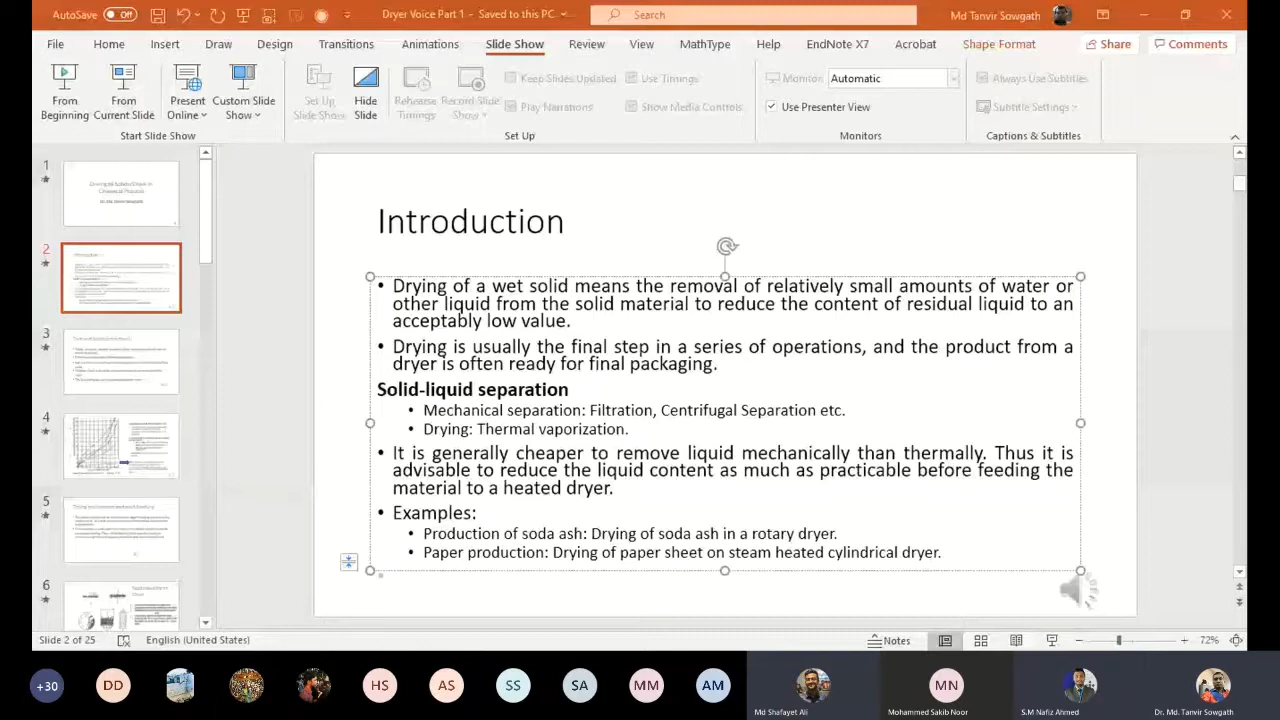 AutoSave Off Dryer Voice Part 1 - Saved to this PC Search Md Tanvir Sowgath
File Home Insert Draw Design Transitions Animations Slide Show Review View MathType Help EndNote X7 Acrobat Shape Format Share Comments
From Beginning
From Current Slide
Present Online
Custom Slide Show
Set Up Slide Show
Hide Slide
Rehearse Timings
Record Slide Show
Keep Slides Updated
Play Narrations
Use Timings
Show Media Controls
Monitor: Automatic
Use Presenter View
Always Use Subtitles
Subtitle Settings
Start Slide Show Set Up Monitors Captions & Subtitles
1
2
3
4
5
6
Introduction
• Drying of a wet solid means the removal of relatively small amounts of water or
other liquid from the solid material to reduce the content of residual liquid to an
acceptably low value.
• Drying is usually the final step in a series of operations, and the product from a
dryer is often ready for final packaging.
Solid-liquid separation
• Mechanical separation: Filtration, Centrifugal Separation etc.
• Drying: Thermal vaporization.
• It is generally cheaper to remove liquid mechanically than thermally. Thus it is
advisable to reduce the liquid content as much as practicable before feeding the
material to a heated dryer.
• Examples:
• Production of soda ash: Drying of soda ash in a rotary dryer.
• Paper production: Drying of paper sheet on steam heated cylindrical dryer.
Slide 2 of 25 English (United States) Notes 72%
+30 DD HS AS SS SA MM AM MN
Md Shafayet Ali Mohammed Sakib Noor S.M Nafiz Ahmed Dr. Md. Tanvir Sowgath